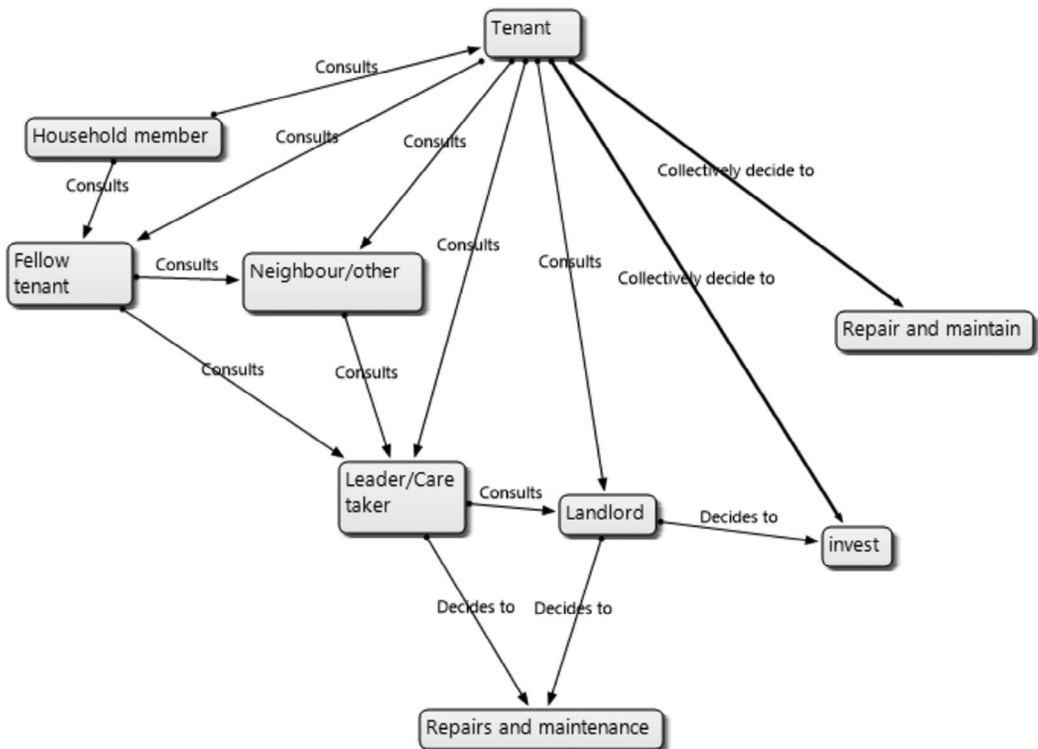 Tenant
Consults
Household member
Consults
Consults
Consults
Collectively decide to
Fellow
tenant
Consults
Neighbour/other
Consults
Consults
Collectively decide to
Repair and maintain
Consults
Consults
Leader/Care
taker
Consults
Landlord
Decides to
invest
Decides to
Decides to
Repairs and maintenance